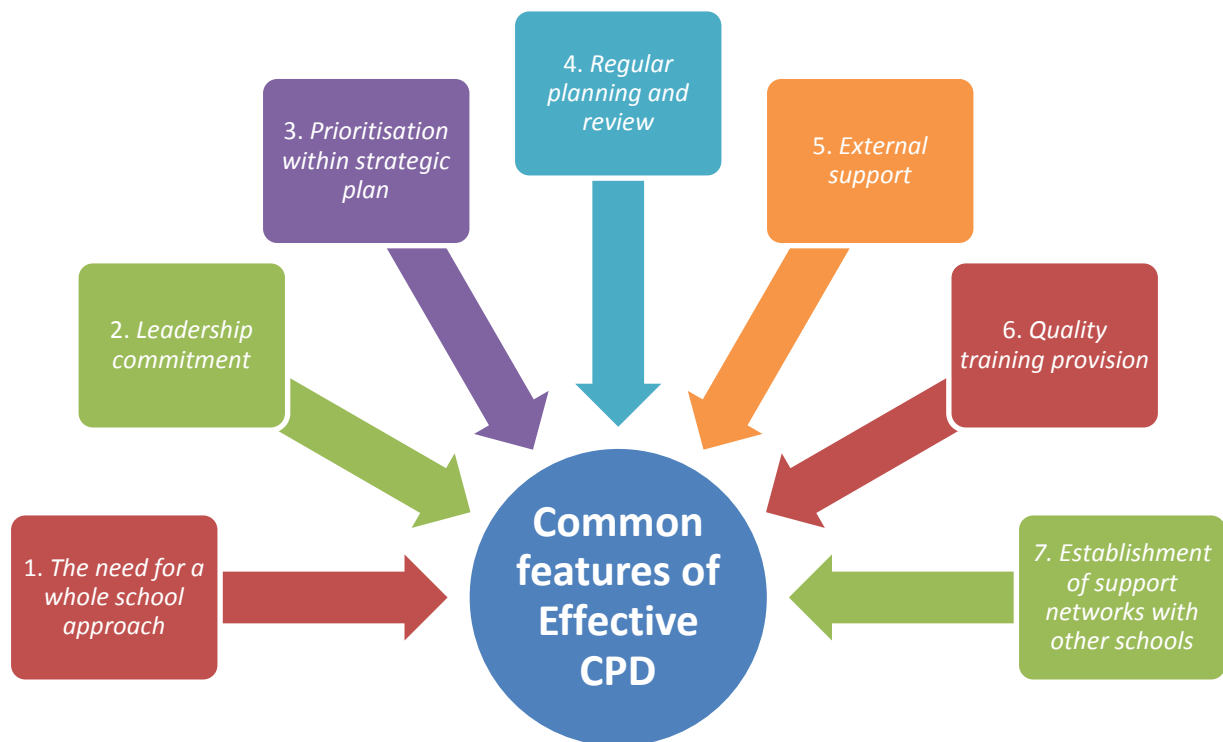 1. The need for a
whole school
approach
2. Leadership
commitment
3. Prioritisation
within strategic
plan
4. Regular
planning and
review
5. External
support
6. Quality
training provision
7. Establishment
of support
networks with
other schools
Common
features of
Effective
CPD